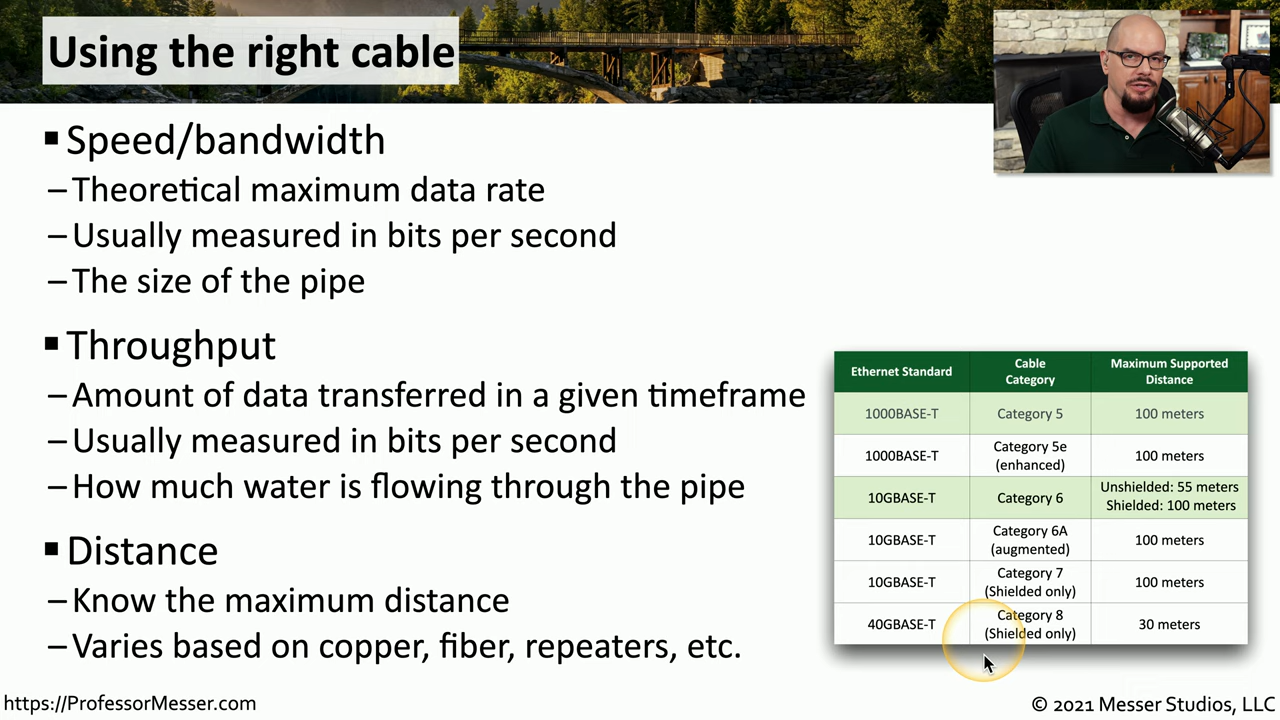 Using the right cable
▪ Speed/bandwidth
– Theoretical maximum data rate
– Usually measured in bits per second
– The size of the pipe
▪ Throughput
– Amount of data transferred in a given timeframe
– Usually measured in bits per second
– How much water is flowing through the pipe
▪ Distance
– Know the maximum distance
– Varies based on copper, fiber, repeaters, etc.
Ethernet Standard Cable Category Maximum Supported Distance
1000BASE-T Category 5 100 meters
1000BASE-T Category 5e (enhanced) 100 meters
10GBASE-T Category 6 Unshielded: 55 meters Shielded: 100 meters
10GBASE-T Category 6A (augmented) 100 meters
10GBASE-T Category 7 (Shielded only) 100 meters
40GBASE-T Category 8 (Shielded only) 30 meters
https://ProfessorMesser.com
© 2021 Messer Studios, LLC